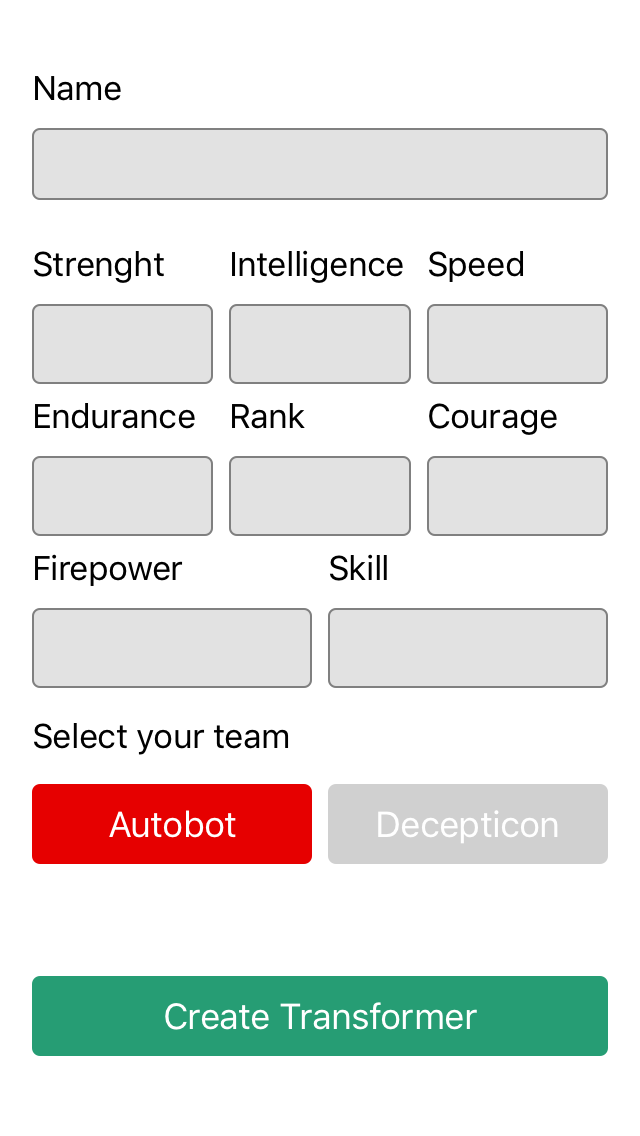 Name
Strenght Intelligence Speed
Endurance Rank Courage
Firepower Skill
Select your team
Autobot Decepticon
Create Transformer